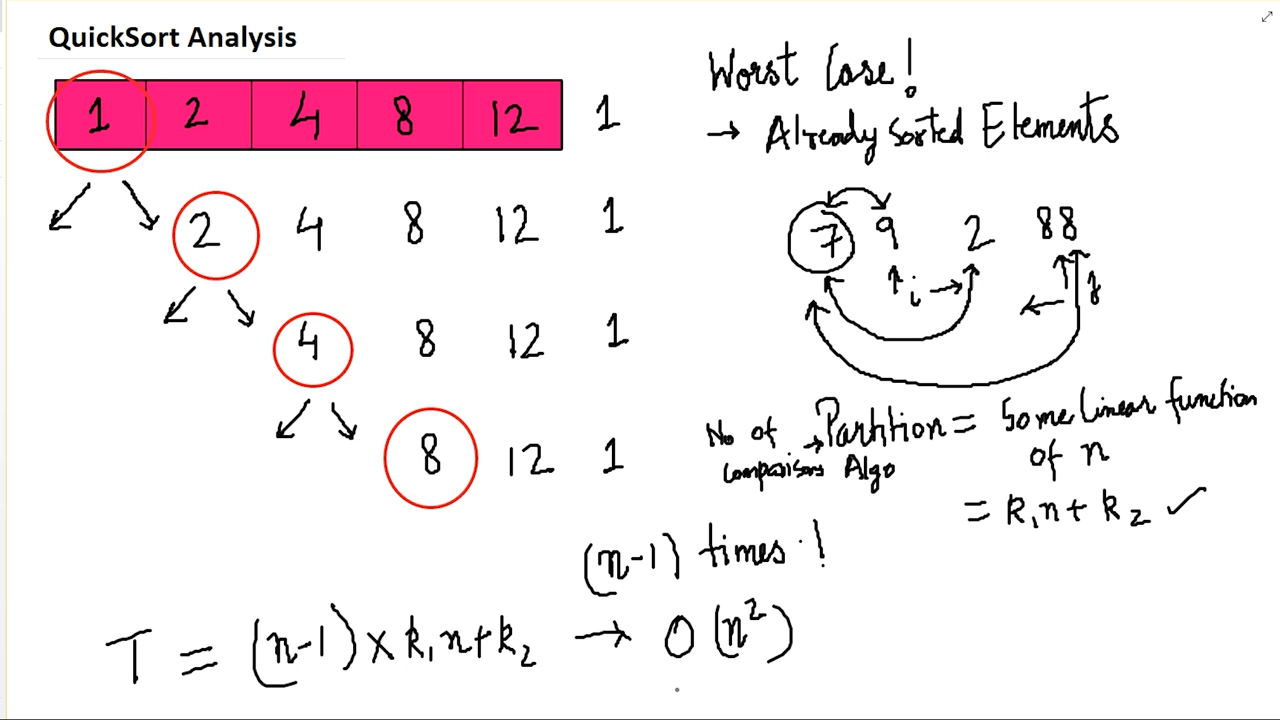 QuickSort Analysis
1 2 4 8 12 1
2 4 8 12 1
4 8 12 1
8 12 1
Worst Case!
→ Already Sorted Elements
7 9 2 88
i j
No of comparisons → Partition Algo = Some linear function
of n
= k₁n + k₂ ✓
(n-1) times !
T = (n-1) × k₁n + k₂ → O(n²)